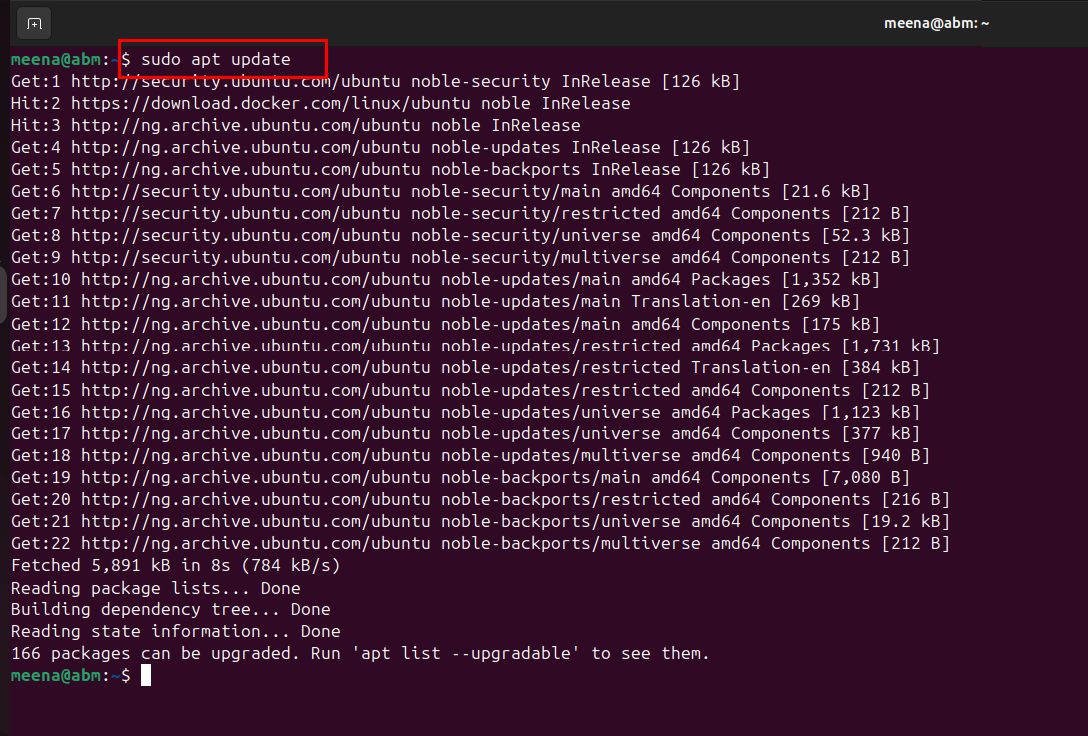 meena@abm: ~
meena@abm:~$ sudo apt update
Get:1 http://security.ubuntu.com/ubuntu noble-security InRelease [126 kB]
Hit:2 https://download.docker.com/linux/ubuntu noble InRelease
Hit:3 http://ng.archive.ubuntu.com/ubuntu noble InRelease
Get:4 http://ng.archive.ubuntu.com/ubuntu noble-updates InRelease [126 kB]
Get:5 http://ng.archive.ubuntu.com/ubuntu noble-backports InRelease [126 kB]
Get:6 http://security.ubuntu.com/ubuntu noble-security/main amd64 Components [21.6 kB]
Get:7 http://security.ubuntu.com/ubuntu noble-security/restricted amd64 Components [212 B]
Get:8 http://security.ubuntu.com/ubuntu noble-security/universe amd64 Components [52.3 kB]
Get:9 http://security.ubuntu.com/ubuntu noble-security/multiverse amd64 Components [212 B]
Get:10 http://ng.archive.ubuntu.com/ubuntu noble-updates/main amd64 Packages [1,352 kB]
Get:11 http://ng.archive.ubuntu.com/ubuntu noble-updates/main Translation-en [269 kB]
Get:12 http://ng.archive.ubuntu.com/ubuntu noble-updates/main amd64 Components [175 kB]
Get:13 http://ng.archive.ubuntu.com/ubuntu noble-updates/restricted amd64 Packages [1,731 kB]
Get:14 http://ng.archive.ubuntu.com/ubuntu noble-updates/restricted Translation-en [384 kB]
Get:15 http://ng.archive.ubuntu.com/ubuntu noble-updates/restricted amd64 Components [212 B]
Get:16 http://ng.archive.ubuntu.com/ubuntu noble-updates/universe amd64 Packages [1,123 kB]
Get:17 http://ng.archive.ubuntu.com/ubuntu noble-updates/universe amd64 Components [377 kB]
Get:18 http://ng.archive.ubuntu.com/ubuntu noble-updates/multiverse amd64 Components [940 B]
Get:19 http://ng.archive.ubuntu.com/ubuntu noble-backports/main amd64 Components [7,080 B]
Get:20 http://ng.archive.ubuntu.com/ubuntu noble-backports/restricted amd64 Components [216 B]
Get:21 http://ng.archive.ubuntu.com/ubuntu noble-backports/universe amd64 Components [19.2 kB]
Get:22 http://ng.archive.ubuntu.com/ubuntu noble-backports/multiverse amd64 Components [212 B]
Fetched 5,891 kB in 8s (784 kB/s)
Reading package lists... Done
Building dependency tree... Done
Reading state information... Done
166 packages can be upgraded. Run 'apt list --upgradable' to see them.
meena@abm:~$